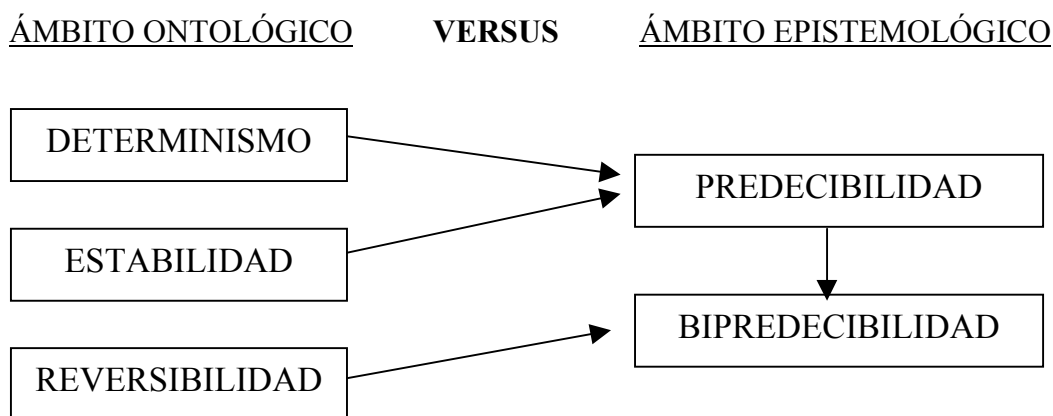 ÁMBITO ONTOLÓGICO VERSUS ÁMBITO EPISTEMOLÓGICO
DETERMINISMO
PREDECIBILIDAD
ESTABILIDAD
BIPREDECIBILIDAD
REVERSIBILIDAD